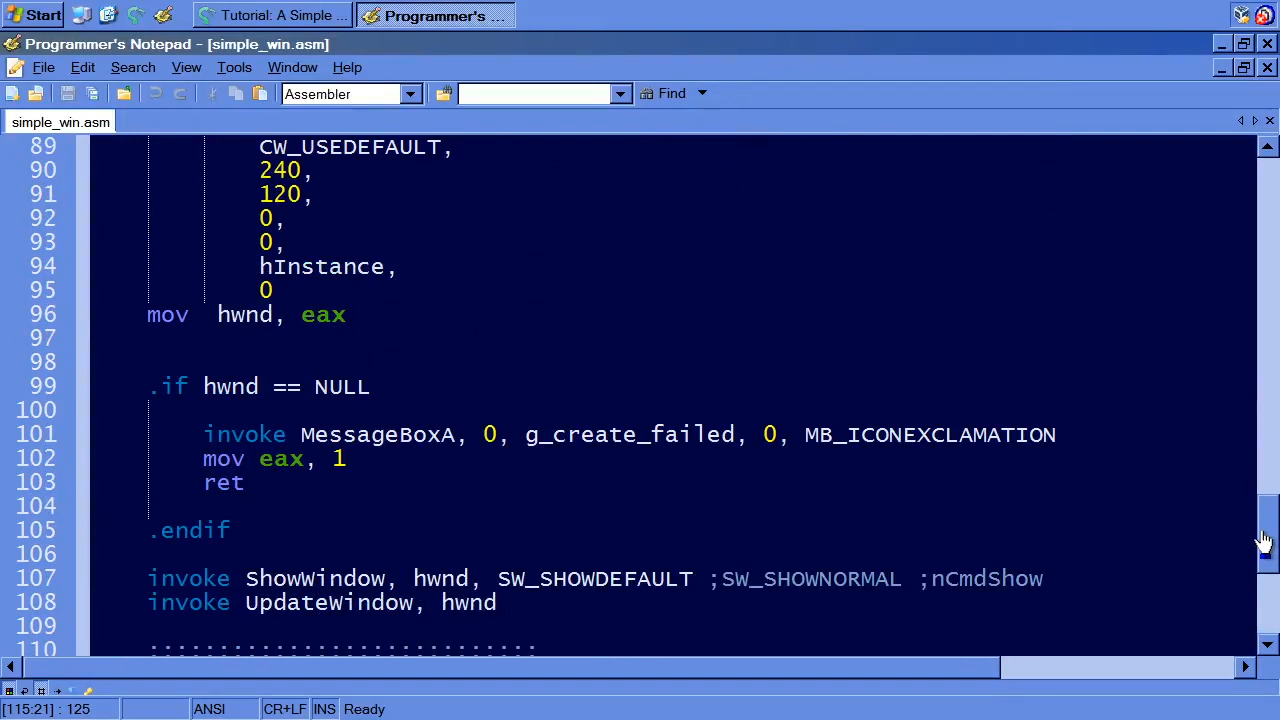 Start
Tutorial: A Simple ...
Programmer's ...
Programmer's Notepad - [simple_win.asm]
File Edit Search View Tools Window Help
Assembler
Find
simple_win.asm
89 CW_USEDEFAULT,
90 240,
91 120,
92 0,
93 0,
94 hInstance,
95 0
96 mov hwnd, eax
97
98
99 .if hwnd == NULL
100
101 invoke MessageBoxA, 0, g_create_failed, 0, MB_ICONEXCLAMATION
102 mov eax, 1
103 ret
104
105 .endif
106
107 invoke ShowWindow, hwnd, SW_SHOWDEFAULT ;SW_SHOWNORMAL ;nCmdShow
108 invoke UpdateWindow, hwnd
109
110 ;;;;;;;;;;;;;;;;;;;;;;;;;;;;
[115:21] : 125 ANSI CR+LF INS Ready